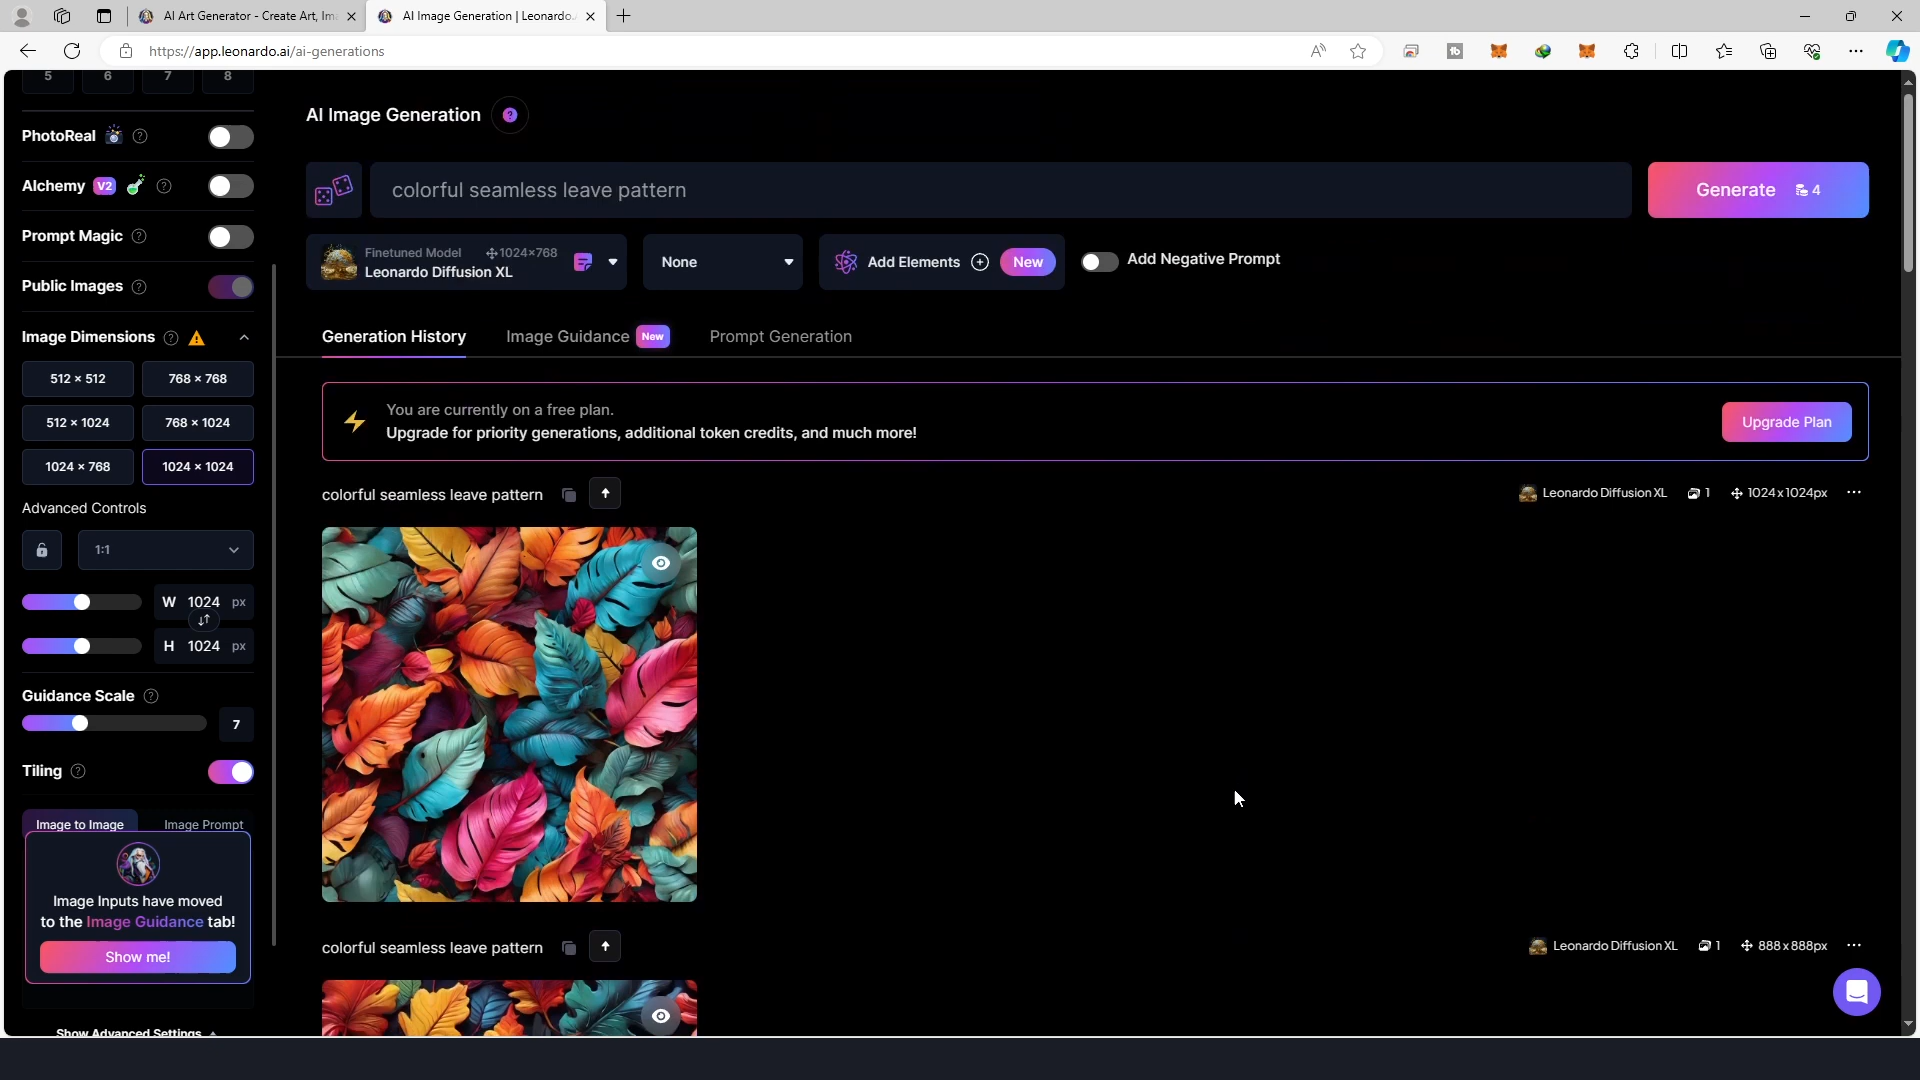 AI Art Generator - Create Art, Im
AI Image Generation | Leonardo.
https://app.leonardo.ai/ai-generations
5 6 7 8
PhotoReal
Alchemy V2
Prompt Magic
Public Images
Image Dimensions
512 × 512 768 × 768
512 × 1024 768 × 1024
1024 × 768 1024 × 1024
Advanced Controls
1:1
W 1024 px
H 1024 px
Guidance Scale
7
Tiling
Image to Image Image Prompt
Image Inputs have moved
to the Image Guidance tab!
Show me!
Show Advanced Settings
AI Image Generation ?
colorful seamless leave pattern
Generate 4
Finetuned Model 1024×768
Leonardo Diffusion XL
None
Add Elements New
Add Negative Prompt
Generation History Image Guidance New Prompt Generation
You are currently on a free plan.
Upgrade for priority generations, additional token credits, and much more!
Upgrade Plan
colorful seamless leave pattern
Leonardo Diffusion XL 1 1024 x 1024px
colorful seamless leave pattern
Leonardo Diffusion XL 1 888 x 888px